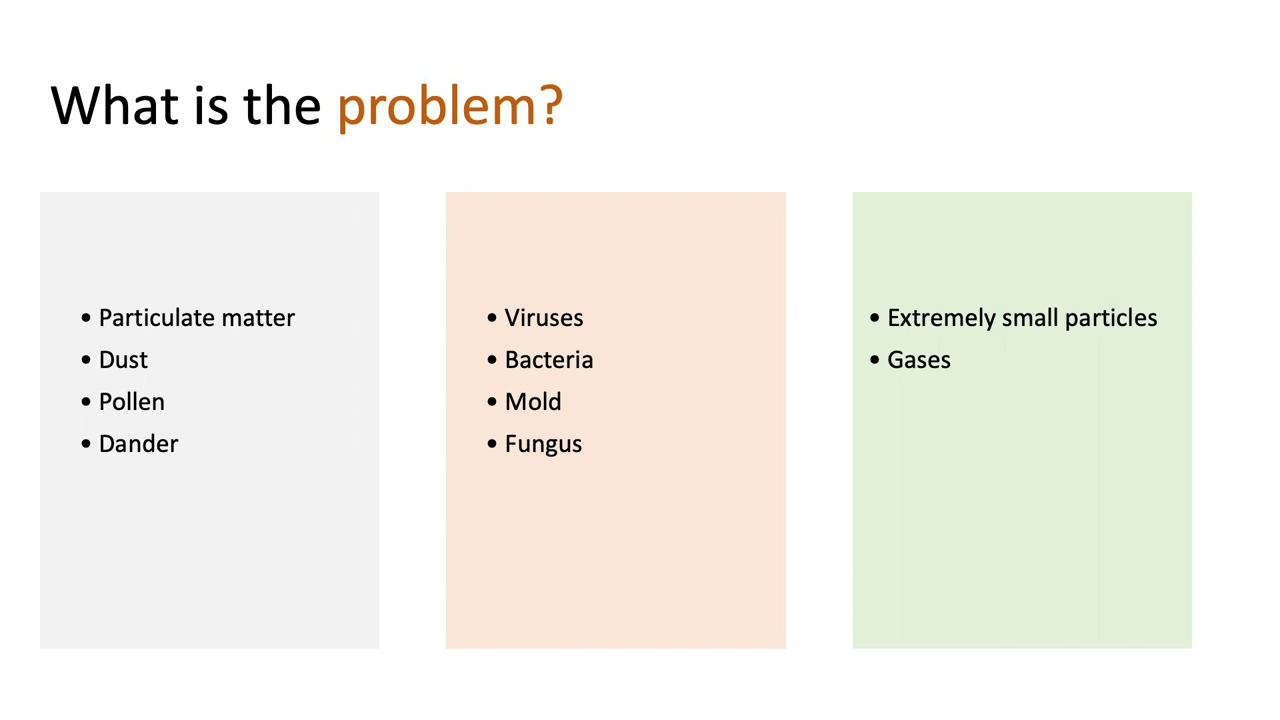 What is the problem?
• Particulate matter
• Dust
• Pollen
• Dander
• Viruses
• Bacteria
• Mold
• Fungus
• Extremely small particles
• Gases